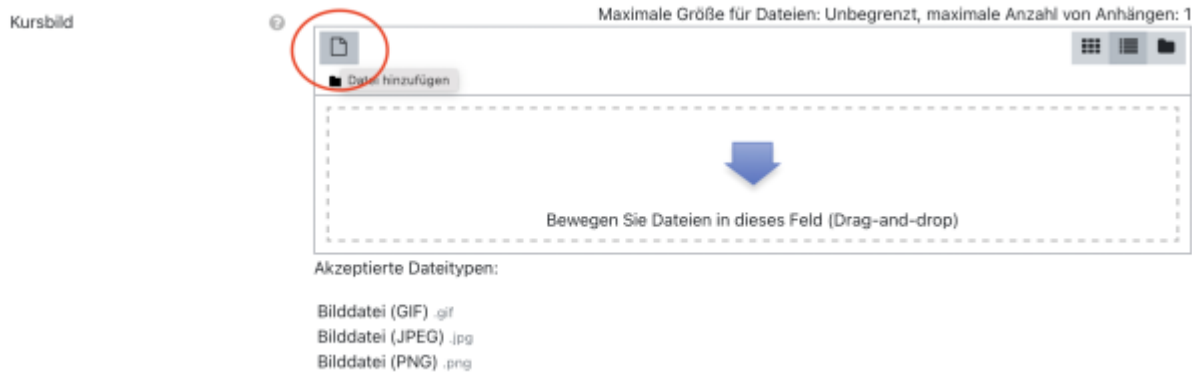 Kursbild
Maximale Größe für Dateien: Unbegrenzt, maximale Anzahl von Anhängen: 1
Datei hinzufügen
Bewegen Sie Dateien in dieses Feld (Drag-and-drop)
Akzeptierte Dateitypen:
Bilddatei (GIF) .gif
Bilddatei (JPEG) .jpg
Bilddatei (PNG) .png